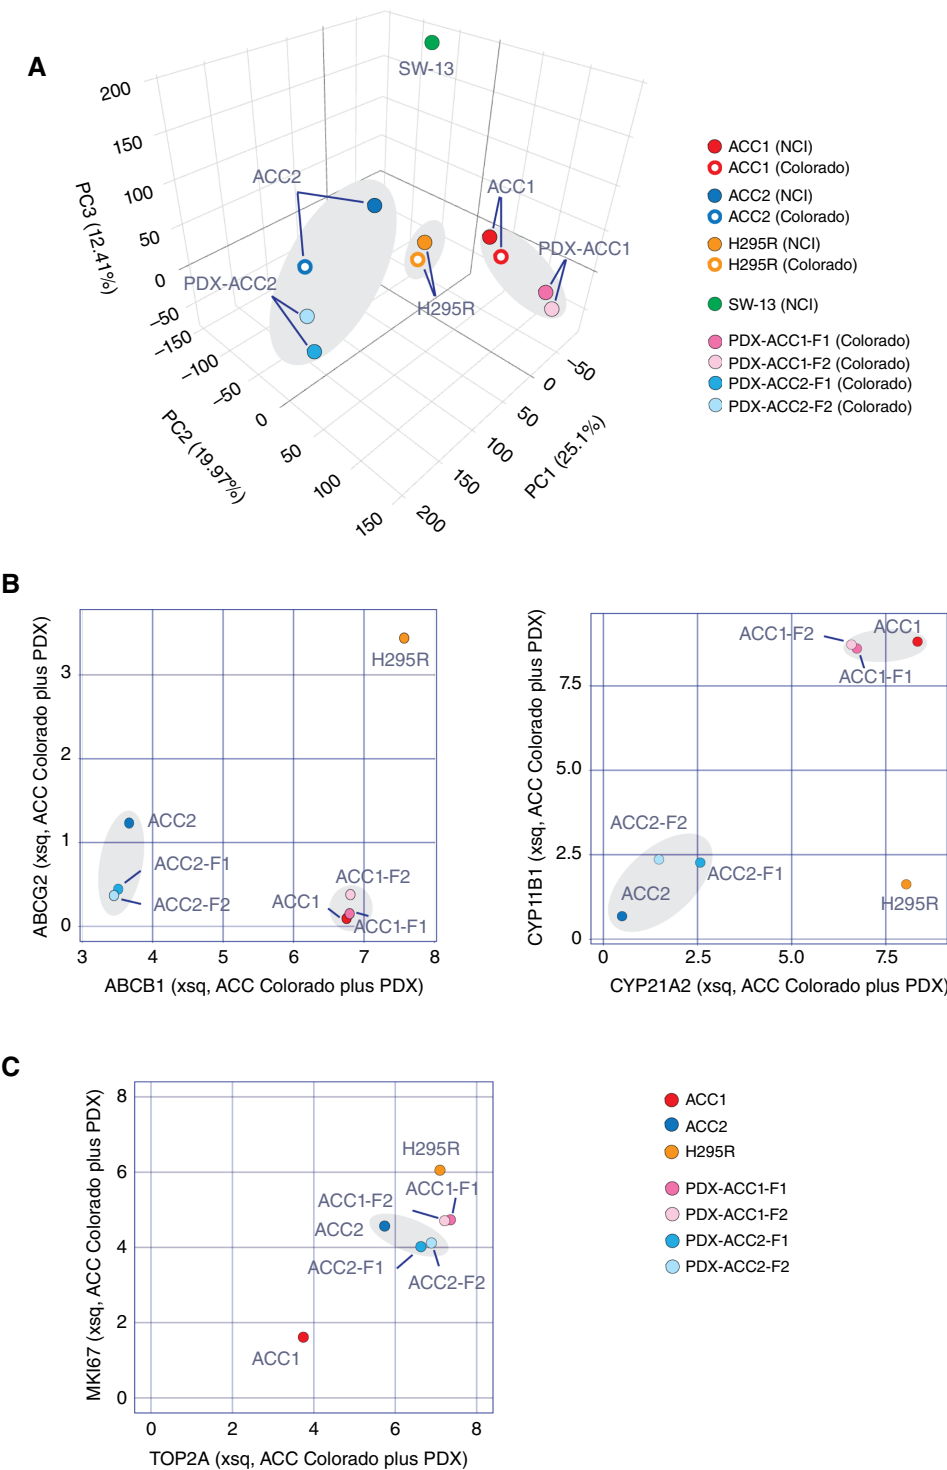 A
SW-13
200
150
100
50
0
−50
PC3 (12.41%)
ACC2
ACC1
PDX-ACC1
PDX-ACC2
H295R
−150
−100
−50
0
50
100
150
PC2 (19.97%)
−50
0
50
100
150
200
PC1 (25.1%)
ACC1 (NCI)
ACC1 (Colorado)
ACC2 (NCI)
ACC2 (Colorado)
H295R (NCI)
H295R (Colorado)
SW-13 (NCI)
PDX-ACC1-F1 (Colorado)
PDX-ACC1-F2 (Colorado)
PDX-ACC2-F1 (Colorado)
PDX-ACC2-F2 (Colorado)
B
ABCG2 (xsq, ACC Colorado plus PDX)
3
2
1
0
H295R
ACC2
ACC2-F1
ACC2-F2
ACC1-F2
ACC1
ACC1-F1
3 4 5 6 7 8
ABCB1 (xsq, ACC Colorado plus PDX)
CYP11B1 (xsq, ACC Colorado plus PDX)
7.5
5.0
2.5
0
ACC1-F2
ACC1
ACC1-F1
ACC2-F2
ACC2-F1
ACC2
H295R
0 2.5 5.0 7.5
CYP21A2 (xsq, ACC Colorado plus PDX)
C
MKI67 (xsq, ACC Colorado plus PDX)
8
6
4
2
0
H295R
ACC1-F1
ACC1-F2
ACC2
ACC2-F1
ACC2-F2
ACC1
0 2 4 6 8
TOP2A (xsq, ACC Colorado plus PDX)
ACC1
ACC2
H295R
PDX-ACC1-F1
PDX-ACC1-F2
PDX-ACC2-F1
PDX-ACC2-F2